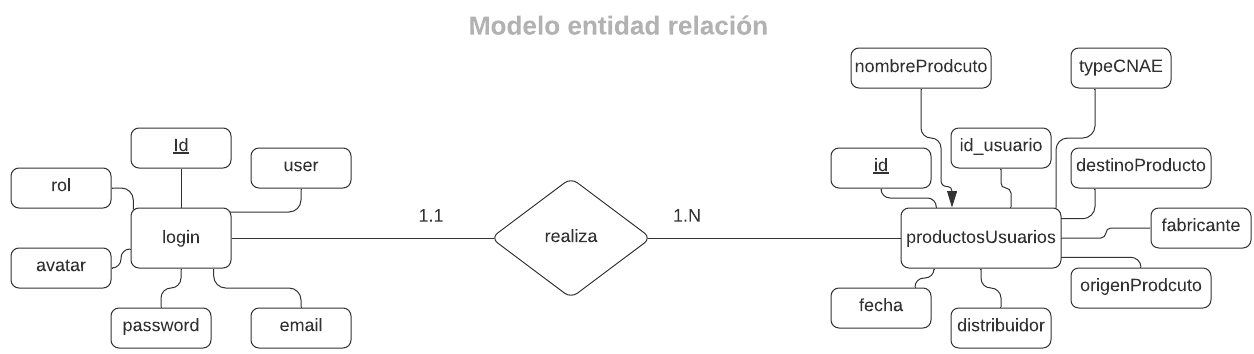 Modelo entidad relación
nombreProdcuto
typeCNAE
Id
user
rol
id
id_usuario
destinoProducto
login
1.1
realiza
1.N
productosUsuarios
fabricante
avatar
origenProdcuto
password
email
fecha
distribuidor